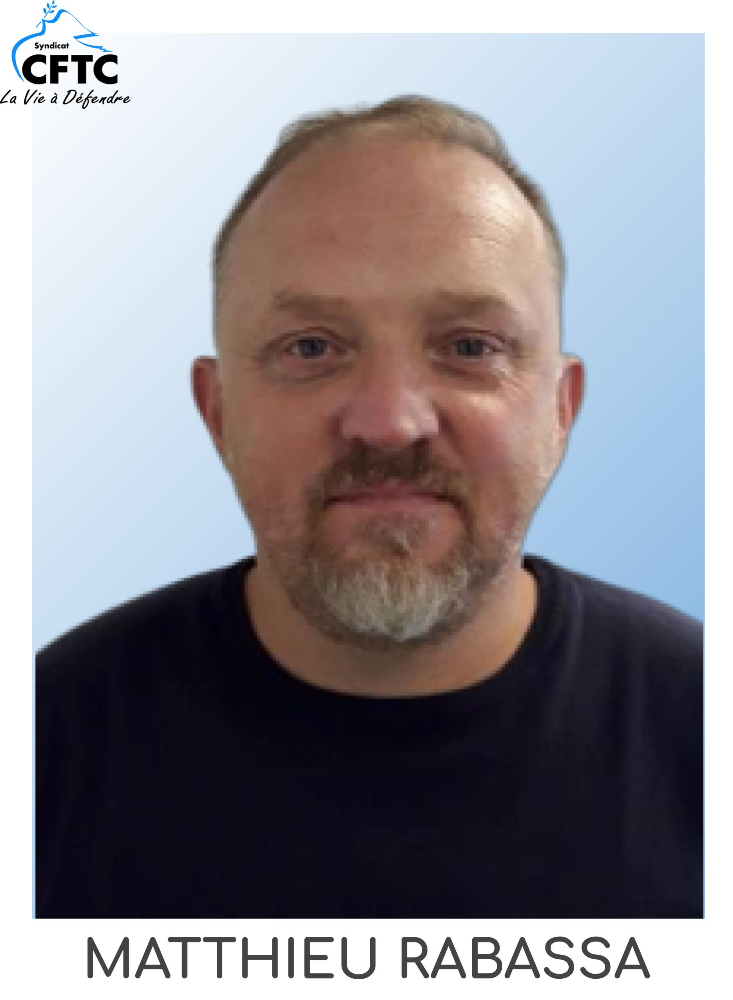 Syndicat
CFTC
La Vie à Défendre
MATTHIEU RABASSA